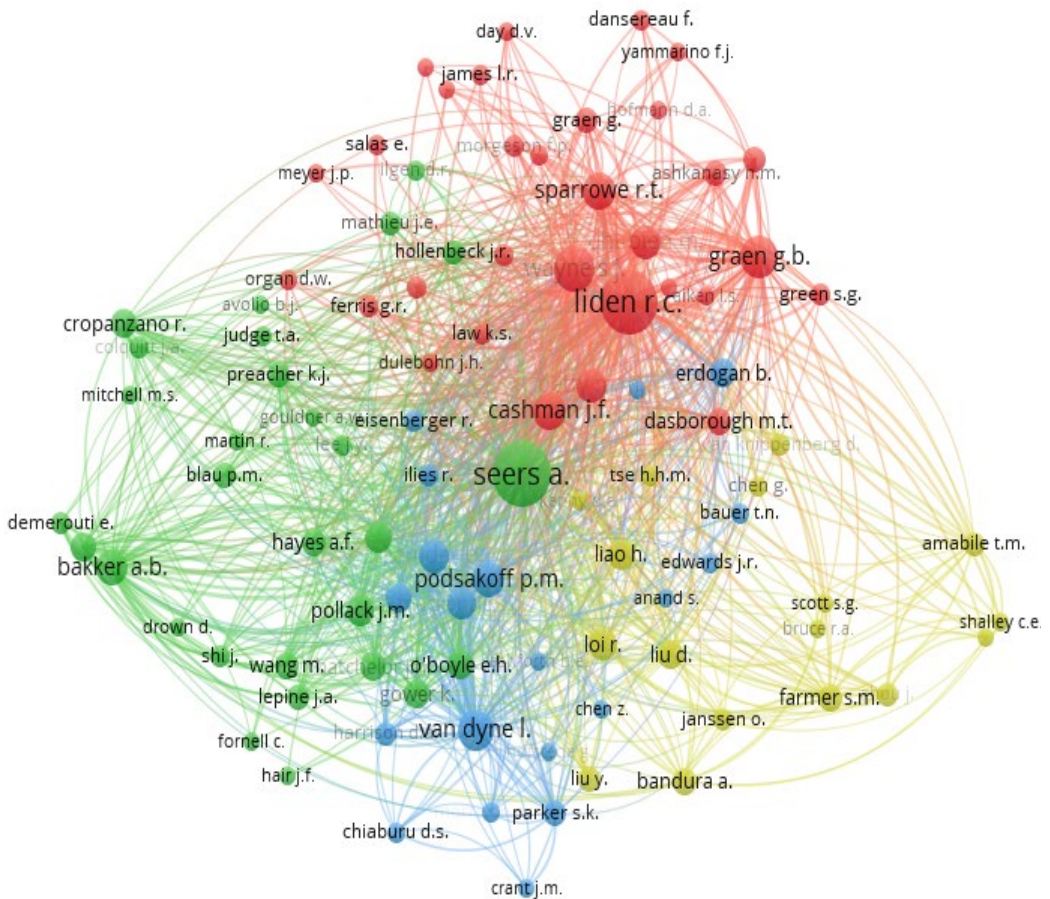 dansereau f.
day d.v.
yammarino f.j.
james l.r.
hofmann d.a.
graen g.
salas e.
morgeson f.p.
ilgen d.r.
meyer j.p.
ashkanasy n.m.
sparrowe r.t.
mathieu j.e.
hollenbeck j.r.
graen g.b.
wayne s.j.
organ d.w.
liden r.c.
aiken l.s.
green s.g.
avolio b.j.
ferris g.r.
cropanzano r.
judge t.a.
law k.s.
colquitt j.a.
dulebohn j.h.
erdogan b.
preacher k.j.
mitchell m.s.
cashman j.f.
gouldner a.w.
eisenberger r.
dasborough m.t.
martin r.
lee j.y.
van knippenberg d.
blau p.m.
ilies r.
seers a.
tse h.h.m.
chen g.
bauer t.n.
demerouti e.
hayes a.f.
liao h.
edwards j.r.
amabile t.m.
bakker a.b.
podsakoff p.m.
anand s.
scott s.g.
pollack j.m.
shalley c.e.
drown d.
bruce r.a.
loi r.
liu d.
shi j.
wang m.
o'boyle e.h.
lepine j.a.
gower k.
farmer s.m.
chen z.
janssen o.
van dyne l.
harrison d.
fornell c.
hair j.f.
liu y.
bandura a.
parker s.k.
chiaburu d.s.
crant j.m.